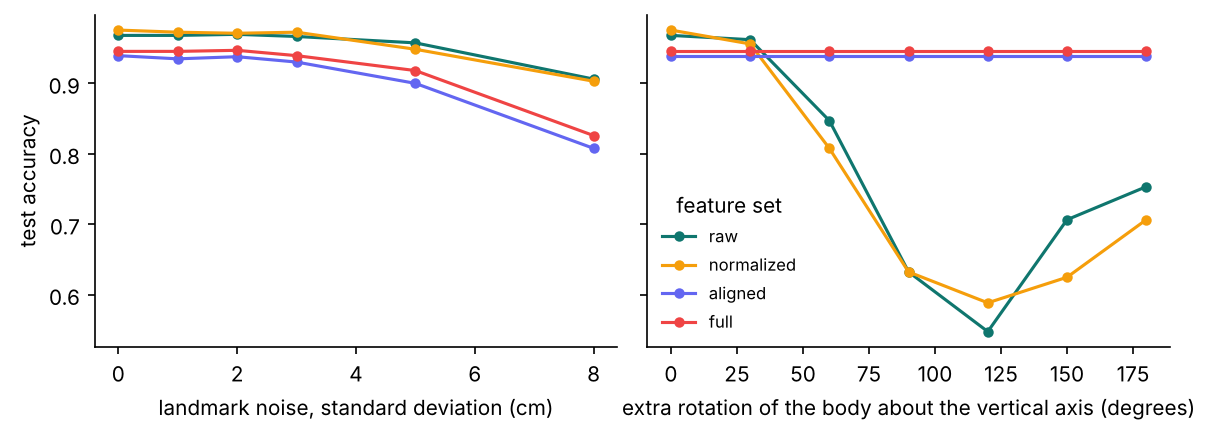 test accuracy
0.9
0.8
0.7
0.6
0 2 4 6 8
landmark noise, standard deviation (cm)
feature set
raw
normalized
aligned
full
0 25 50 75 100 125 150 175
extra rotation of the body about the vertical axis (degrees)